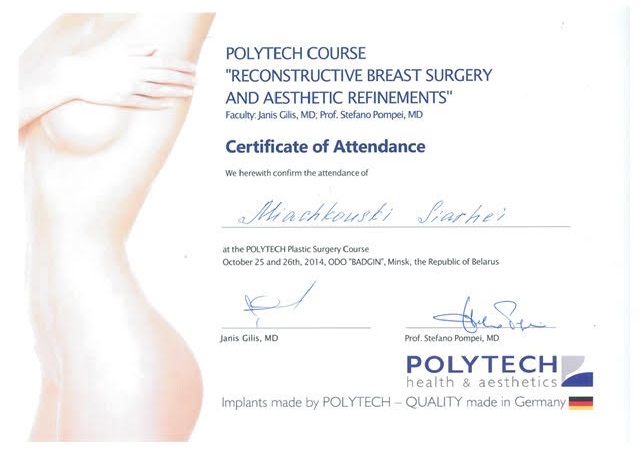 POLYTECH COURSE
"RECONSTRUCTIVE BREAST SURGERY
AND AESTHETIC REFINEMENTS"
Faculty: Janis Gilis, MD; Prof. Stefano Pompei, MD
Certificate of Attendance
We herewith confirm the attendance of
Miachkouski Siarhei
at the POLYTECH Plastic Surgery Course
October 25 and 26th, 2014, ODO "BADGIN", Minsk, the Republic of Belarus
Janis Gilis, MD
Prof. Stefano Pompei, MD
POLYTECH
health & aesthetics
Implants made by POLYTECH – QUALITY made in Germany